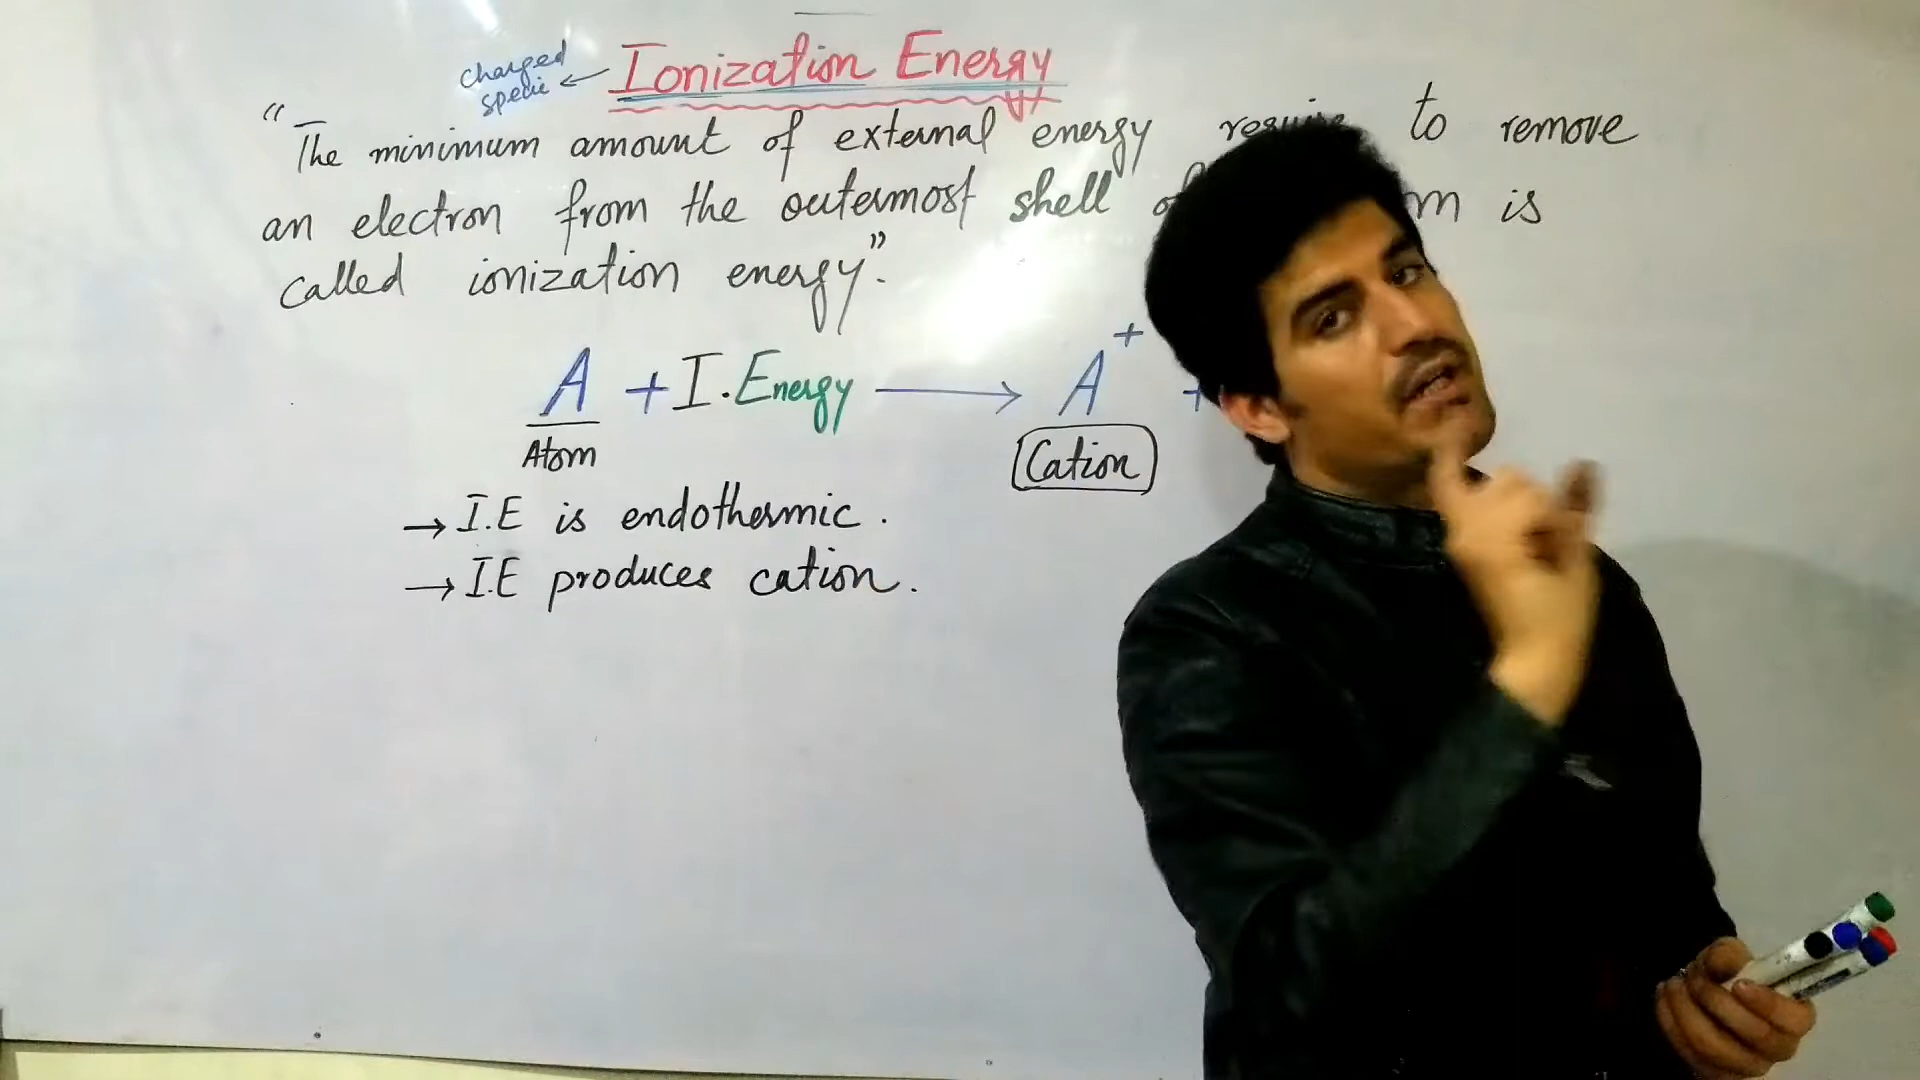 Ionization Energy
charged
specie ←
"The minimum amount of external energy require to remove
an electron from the outermost shell is
called ionization energy".
A + I.Energy → A⁺ +
Atom
Cation
→ I.E is endothermic.
→ I.E produces cation.